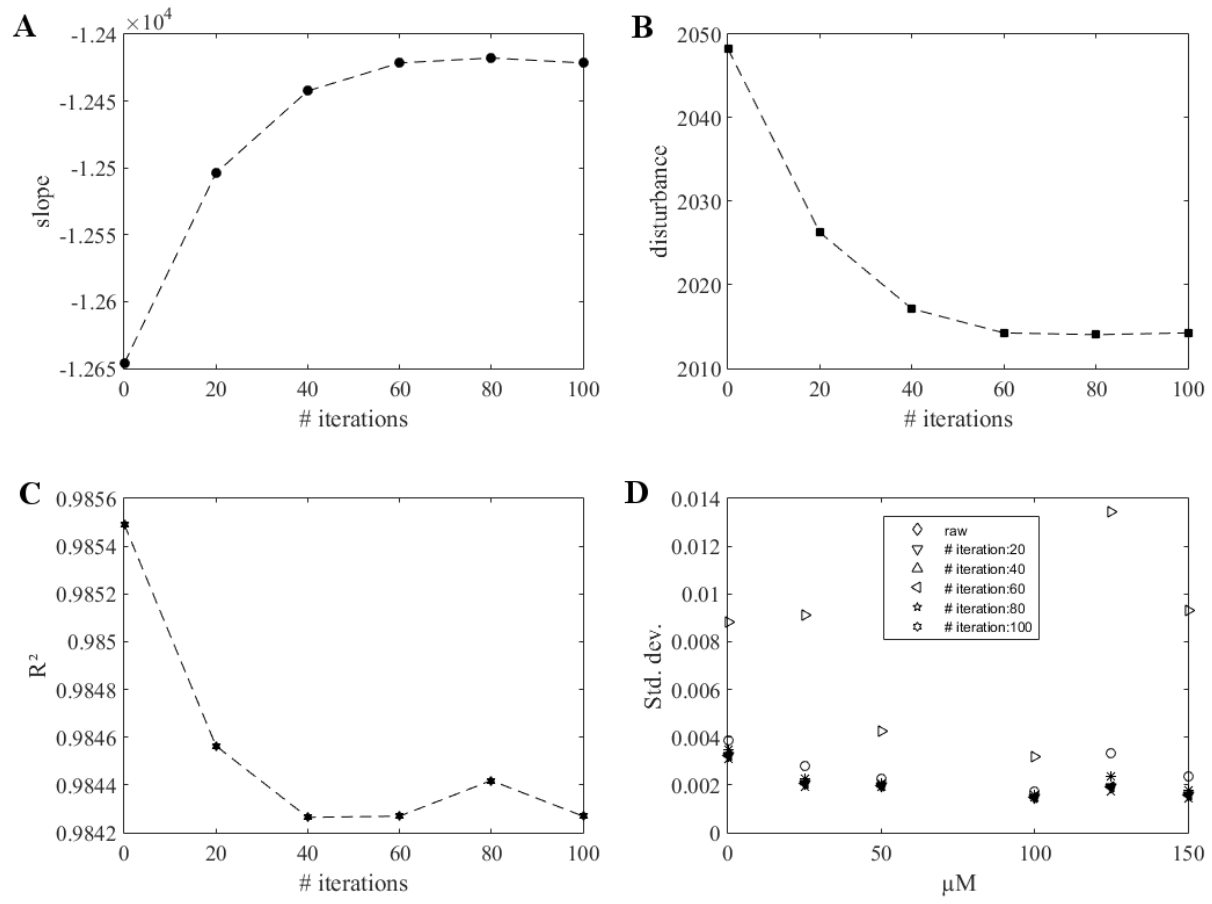 A
×10⁴
-1.24
-1.245
-1.25
-1.255
-1.26
-1.265
slope
0 20 40 60 80 100
# iterations
B
2050
2040
2030
2020
2010
disturbance
0 20 40 60 80 100
# iterations
C
0.9856
0.9854
0.9852
0.985
0.9848
0.9846
0.9844
0.9842
R²
0 20 40 60 80 100
# iterations
D
0.014
0.012
0.01
0.008
0.006
0.004
0.002
0
Std. dev.
raw
# iteration:20
# iteration:40
# iteration:60
# iteration:80
# iteration:100
0 50 100 150
µM